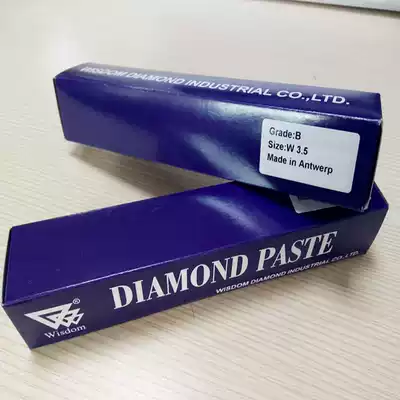 WISDOM DIAMOND INDUSTRIAL CO.,LTD.
Grade:B
Size:W 3.5
Made in Antwerp
DIAMOND PASTE
WISDOM DIAMOND INDUSTRIAL CO., LTD.
®
Wisdom